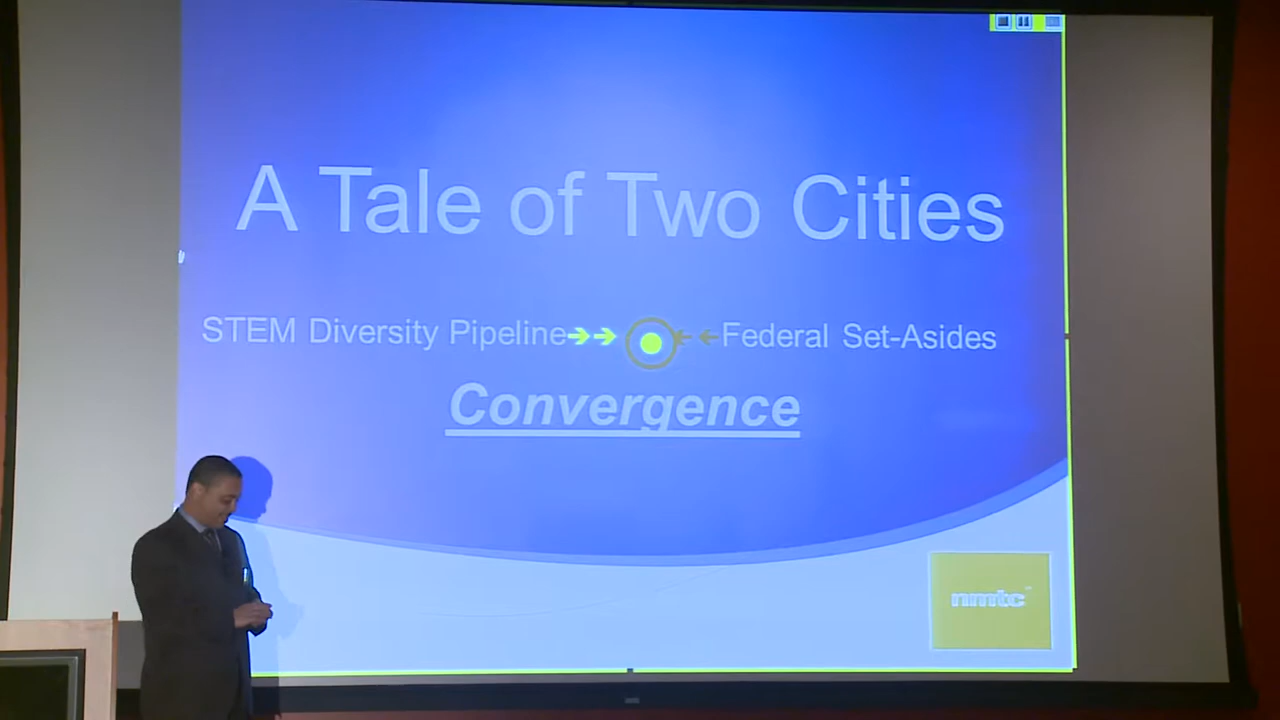 A Tale of Two Cities
STEM Diversity Pipeline Federal Set-Asides
Convergence
nmtc